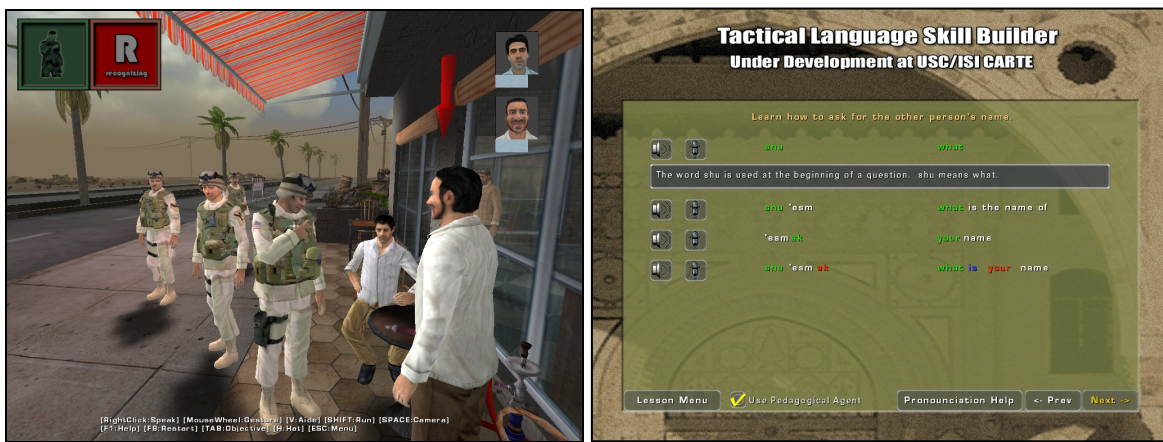 R
recognizing
[RightClick:Speak] [MouseWheel:Gesture] [V:Aide] [SHIFT:Run] [SPACE:Camera]
[F1:Help] [F8:Restart] [TAB:Objective] [H:Hat] [ESC:Menu]
Tactical Language Skill Builder
Under Development at USC/ISI CARTE
Learn how to ask for the other person's name.
shu what
The word shu is used at the beginning of a question. shu means what.
shu 'esm what is the name of
'esm ak your name
shu 'esm ak what is your name
Lesson Menu Use Pedagogical Agent Pronounciation Help <- Prev Next ->